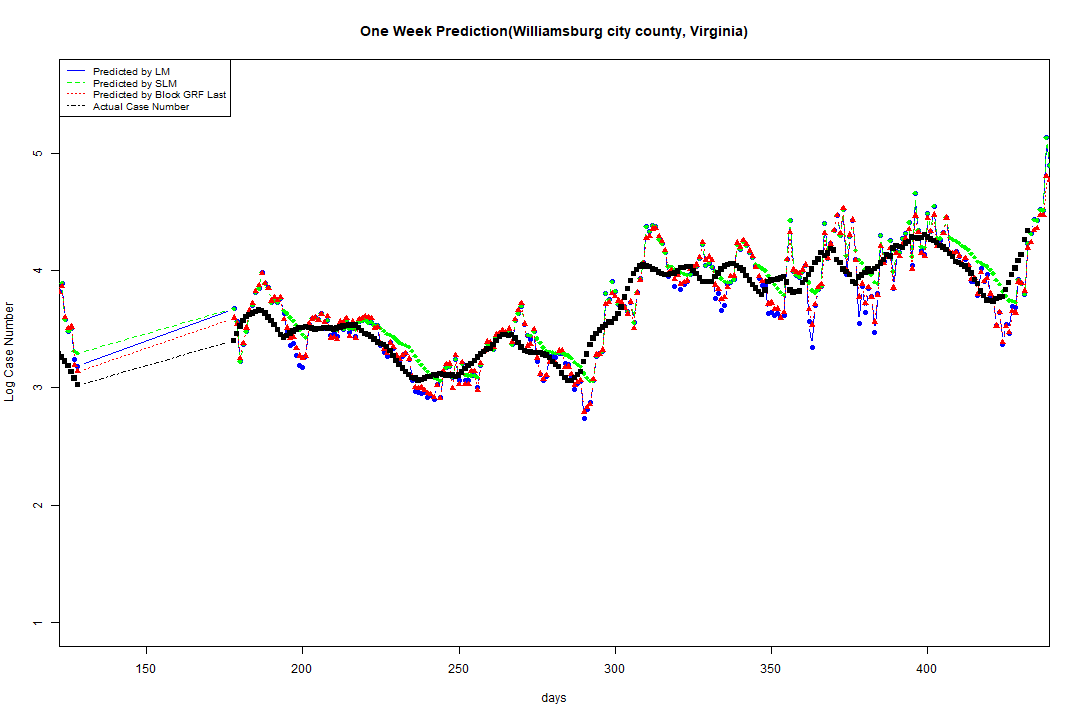 One Week Prediction(Williamsburg city county, Virginia)
Predicted by LM
Predicted by SLM
Predicted by Block GRF Last
Actual Case Number
5
4
3
2
1
Log Case Number
150 200 250 300 350 400
days